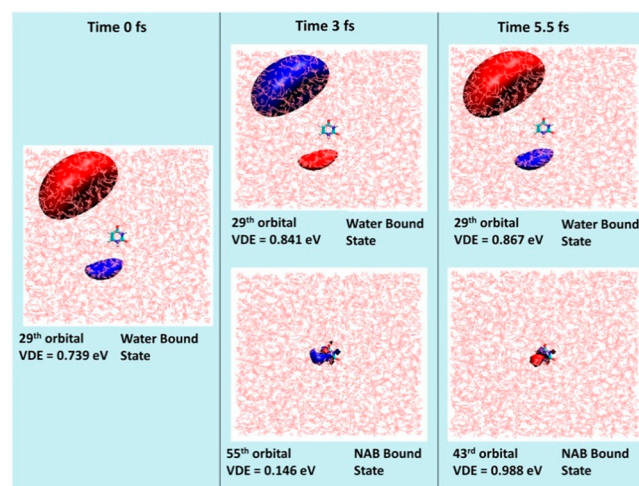 Time 0 fs
29th orbital Water Bound
VDE = 0.739 eV State
Time 3 fs
29th orbital Water Bound
VDE = 0.841 eV State
55th orbital NAB Bound
VDE = 0.146 eV State
Time 5.5 fs
29th orbital Water Bound
VDE = 0.867 eV State
43rd orbital NAB Bound
VDE = 0.988 eV State